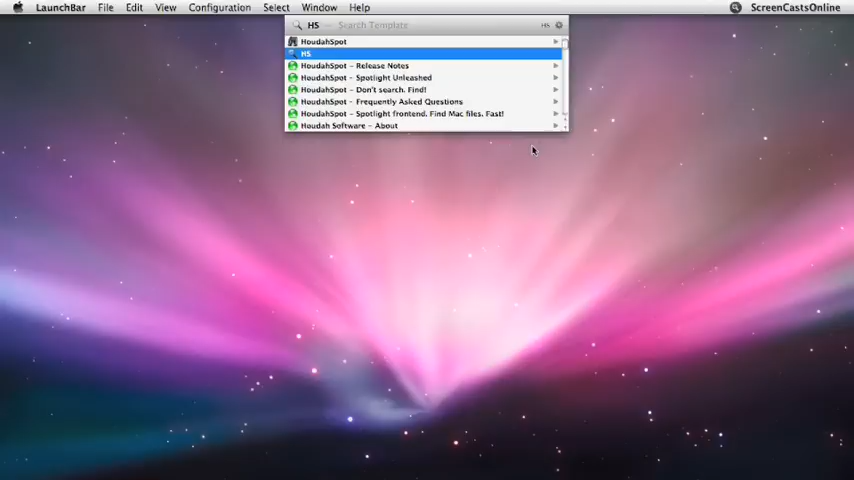 LaunchBar File Edit View Configuration Select Window Help ScreenCastsOnline
HS — Search Template HS
HoudahSpot
HS
HoudahSpot – Release Notes
HoudahSpot – Spotlight Unleashed
HoudahSpot – Don't search. Find!
HoudahSpot – Frequently Asked Questions
HoudahSpot – Spotlight frontend. Find Mac files. Fast!
Houdah Software – About